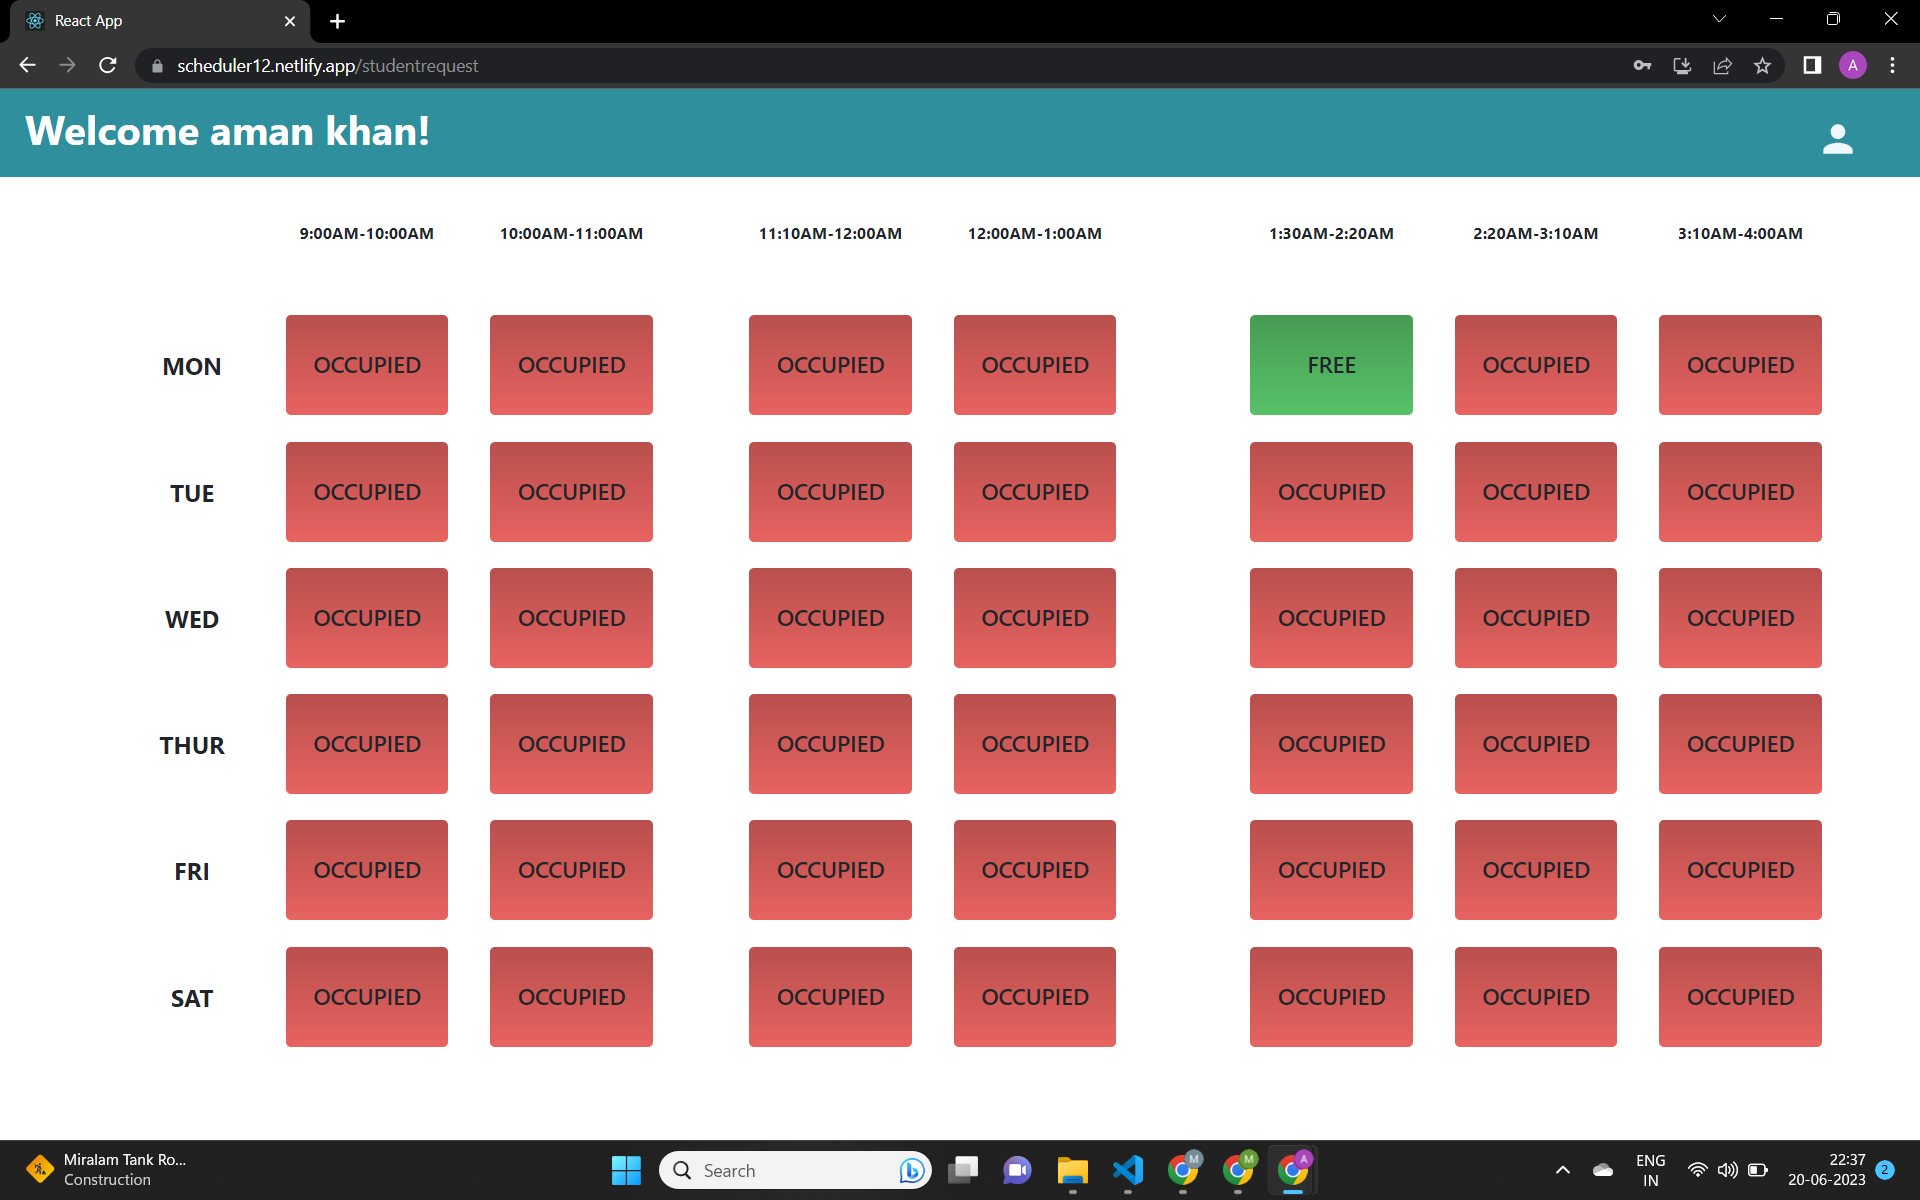 React App
scheduler12.netlify.app/studentrequest
A
Welcome aman khan!
9:00AM-10:00AM 10:00AM-11:00AM 11:10AM-12:00AM 12:00AM-1:00AM 1:30AM-2:20AM 2:20AM-3:10AM 3:10AM-4:00AM
MON OCCUPIED OCCUPIED OCCUPIED OCCUPIED FREE OCCUPIED OCCUPIED
TUE OCCUPIED OCCUPIED OCCUPIED OCCUPIED OCCUPIED OCCUPIED OCCUPIED
WED OCCUPIED OCCUPIED OCCUPIED OCCUPIED OCCUPIED OCCUPIED OCCUPIED
THUR OCCUPIED OCCUPIED OCCUPIED OCCUPIED OCCUPIED OCCUPIED OCCUPIED
FRI OCCUPIED OCCUPIED OCCUPIED OCCUPIED OCCUPIED OCCUPIED OCCUPIED
SAT OCCUPIED OCCUPIED OCCUPIED OCCUPIED OCCUPIED OCCUPIED OCCUPIED
Miralam Tank Ro...
Construction
Search
M M A
ENG
IN
22:37
20-06-2023
2